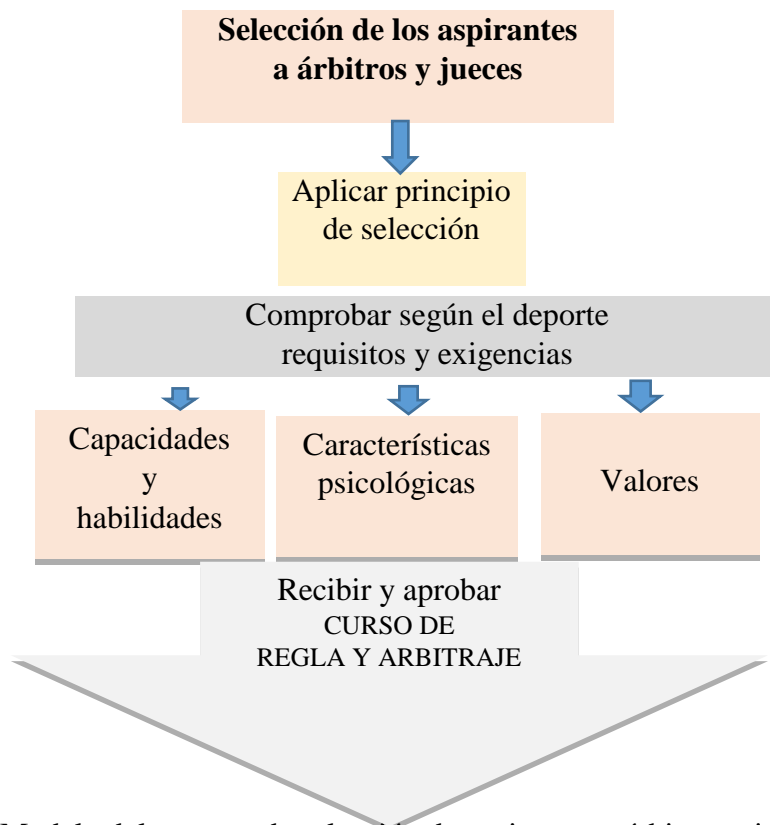 Selección de los aspirantes
a árbitros y jueces
Aplicar principio
de selección
Comprobar según el deporte
requisitos y exigencias
Capacidades
y
habilidades
Características
psicológicas
Valores
Recibir y aprobar
CURSO DE
REGLA Y ARBITRAJE